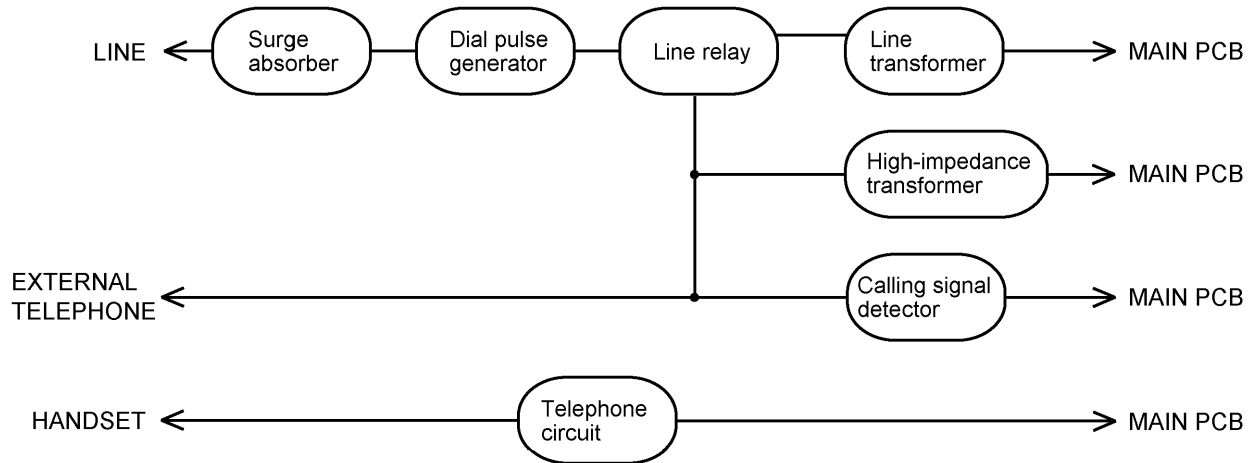 LINE
Surge
absorber
Dial pulse
generator
Line relay
Line
transformer
MAIN PCB
High-impedance
transformer
MAIN PCB
EXTERNAL
TELEPHONE
Calling signal
detector
MAIN PCB
HANDSET
Telephone
circuit
MAIN PCB